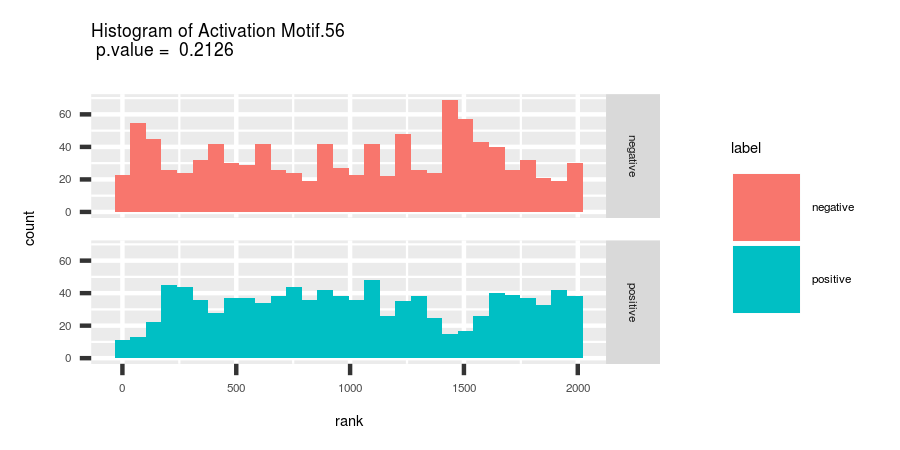 Histogram of Activation Motif.56
p.value = 0.2126
count
60
40
20
0
negative
60
40
20
0
positive
0 500 1000 1500 2000
rank
label
negative
positive